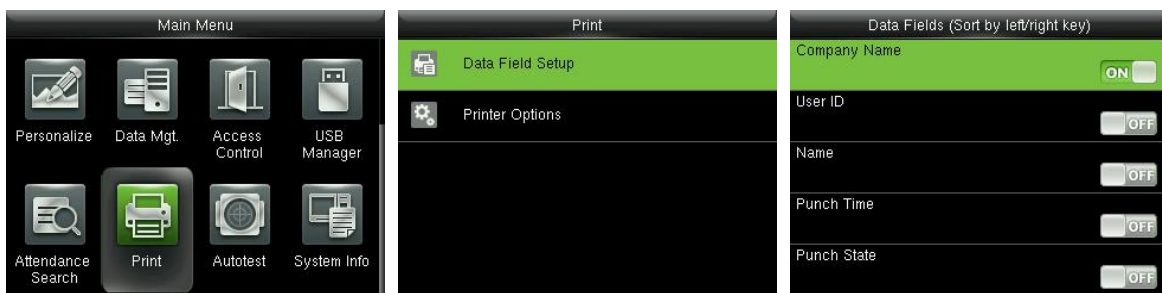 Main Menu
Personalize
Data Mgt.
Access
Control
USB
Manager
Attendance
Search
Print
Autotest
System Info
Print
Data Field Setup
Printer Options
Data Fields (Sort by left/right key)
Company Name
ON
User ID
OFF
Name
OFF
Punch Time
OFF
Punch State
OFF